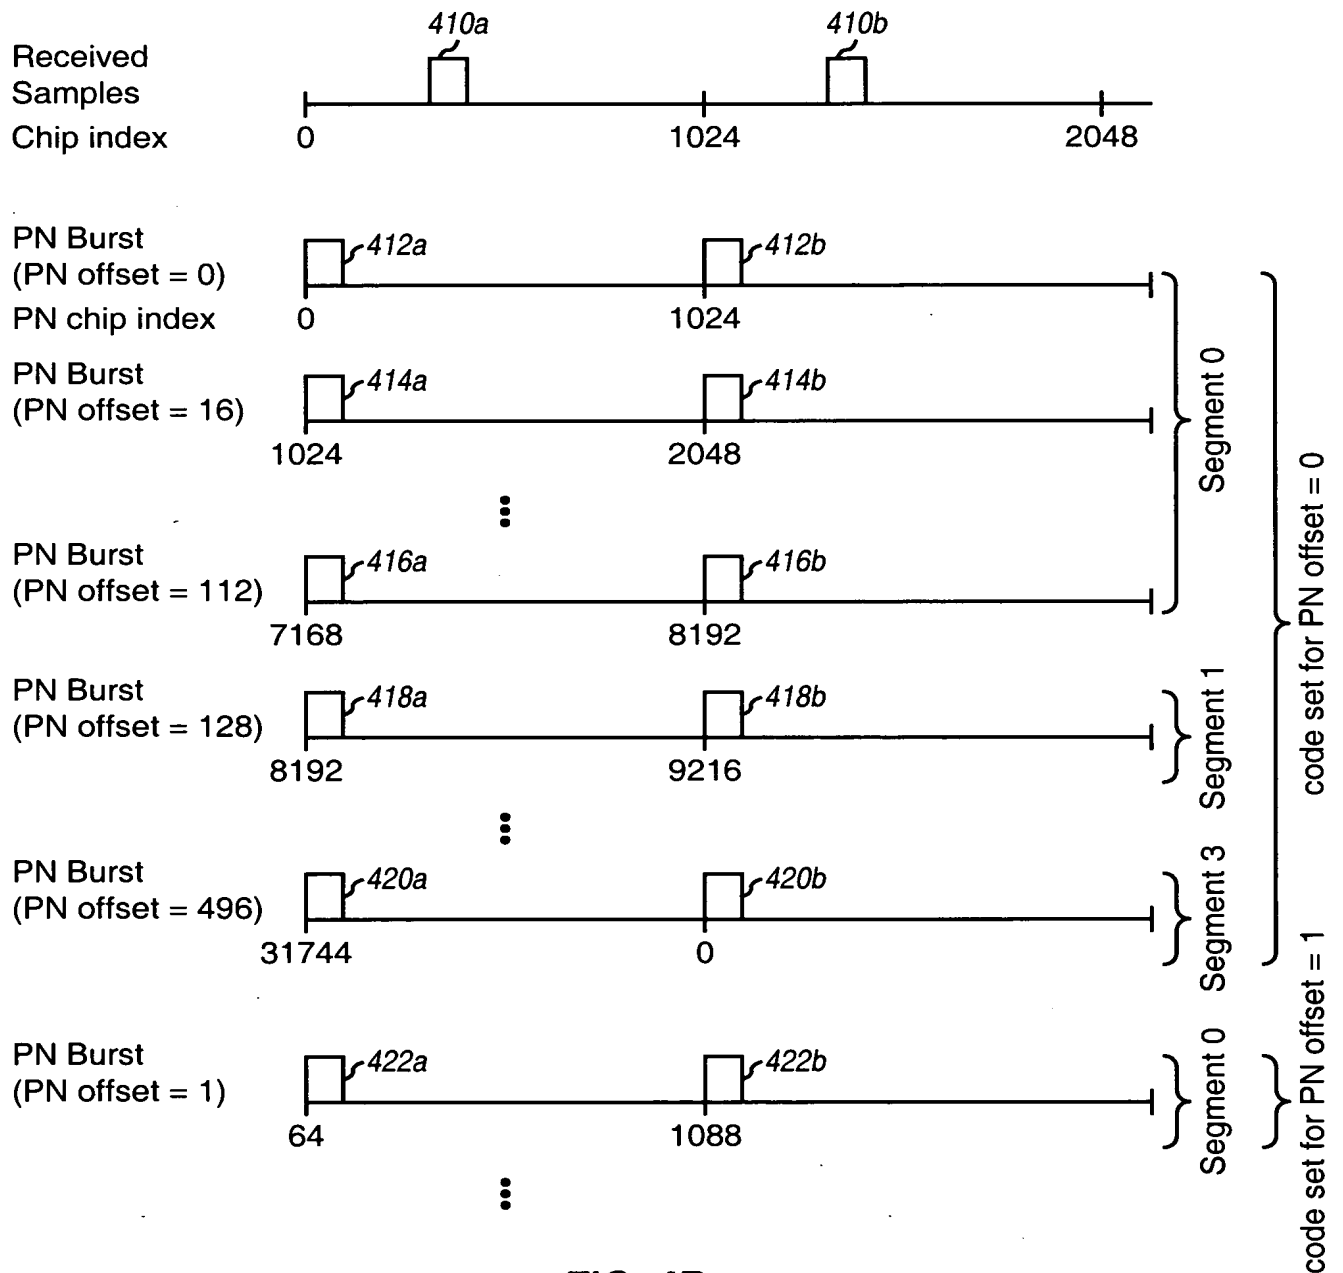 410a 410b
Received
Samples
Chip index 0 1024 2048
PN Burst
(PN offset = 0)
412a 412b
PN chip index 0 1024
PN Burst
(PN offset = 16)
414a 414b
1024 2048
PN Burst
(PN offset = 112)
416a 416b
7168 8192
Segment 0
PN Burst
(PN offset = 128)
418a 418b
8192 9216
Segment 1
PN Burst
(PN offset = 496)
420a 420b
31744 0
Segment 3
code set for PN offset = 0
PN Burst
(PN offset = 1)
422a 422b
64 1088
Segment 0
code set for PN offset = 1